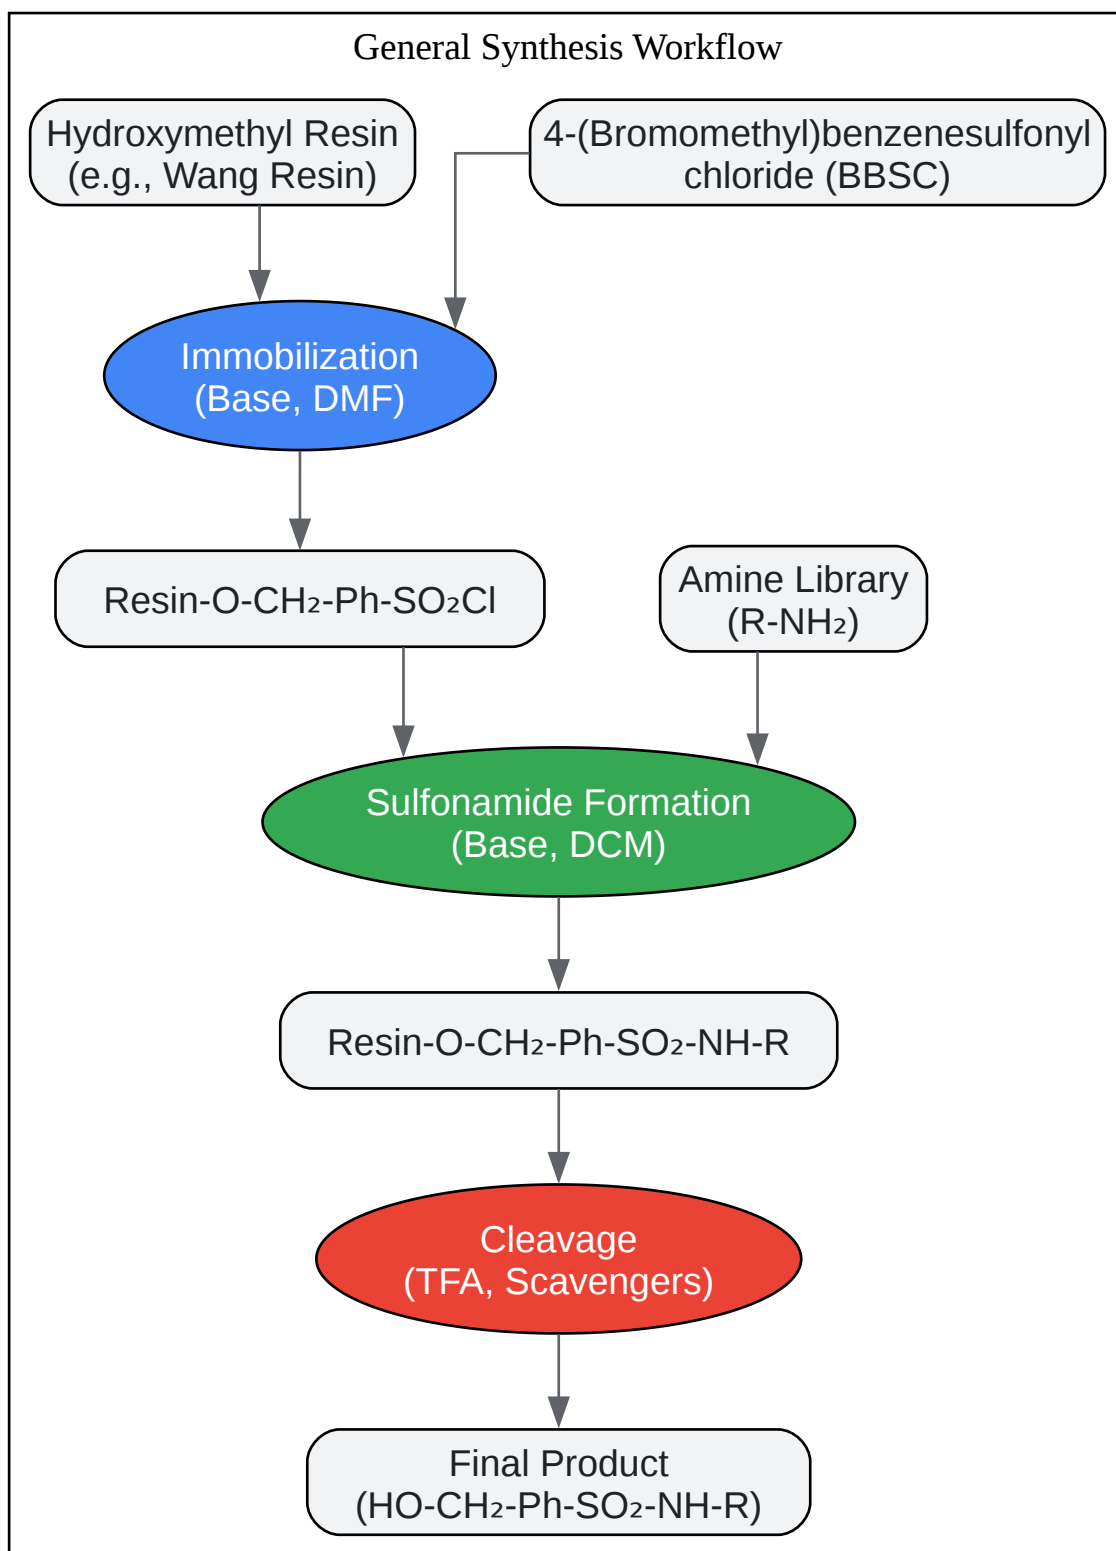 General Synthesis Workflow
Hydroxymethyl Resin
(e.g., Wang Resin)
4-(Bromomethyl)benzenesulfonyl
chloride (BBSC)
Immobilization
(Base, DMF)
Resin-O-CH₂-Ph-SO₂Cl
Amine Library
(R-NH₂)
Sulfonamide Formation
(Base, DCM)
Resin-O-CH₂-Ph-SO₂-NH-R
Cleavage
(TFA, Scavengers)
Final Product
(HO-CH₂-Ph-SO₂-NH-R)